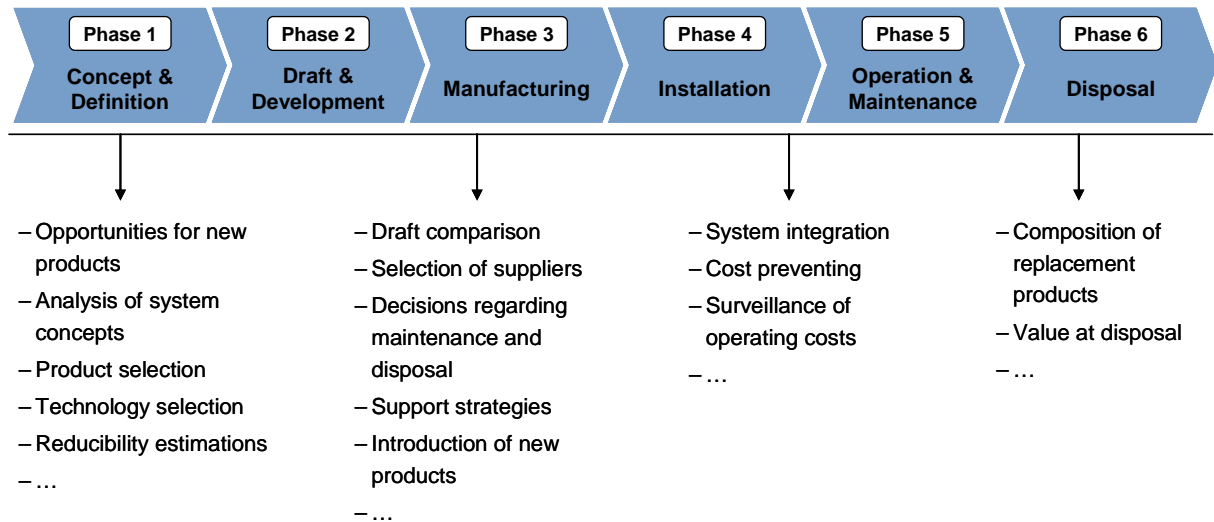 Phase 1
Concept &
Definition
Phase 2
Draft &
Development
Phase 3
Manufacturing
Phase 4
Installation
Phase 5
Operation &
Maintenance
Phase 6
Disposal
– Opportunities for new
products
– Analysis of system
concepts
– Product selection
– Technology selection
– Reducibility estimations
– …
– Draft comparison
– Selection of suppliers
– Decisions regarding
maintenance and
disposal
– Support strategies
– Introduction of new
products
– …
– System integration
– Cost preventing
– Surveillance of
operating costs
– …
– Composition of
replacement
products
– Value at disposal
– …